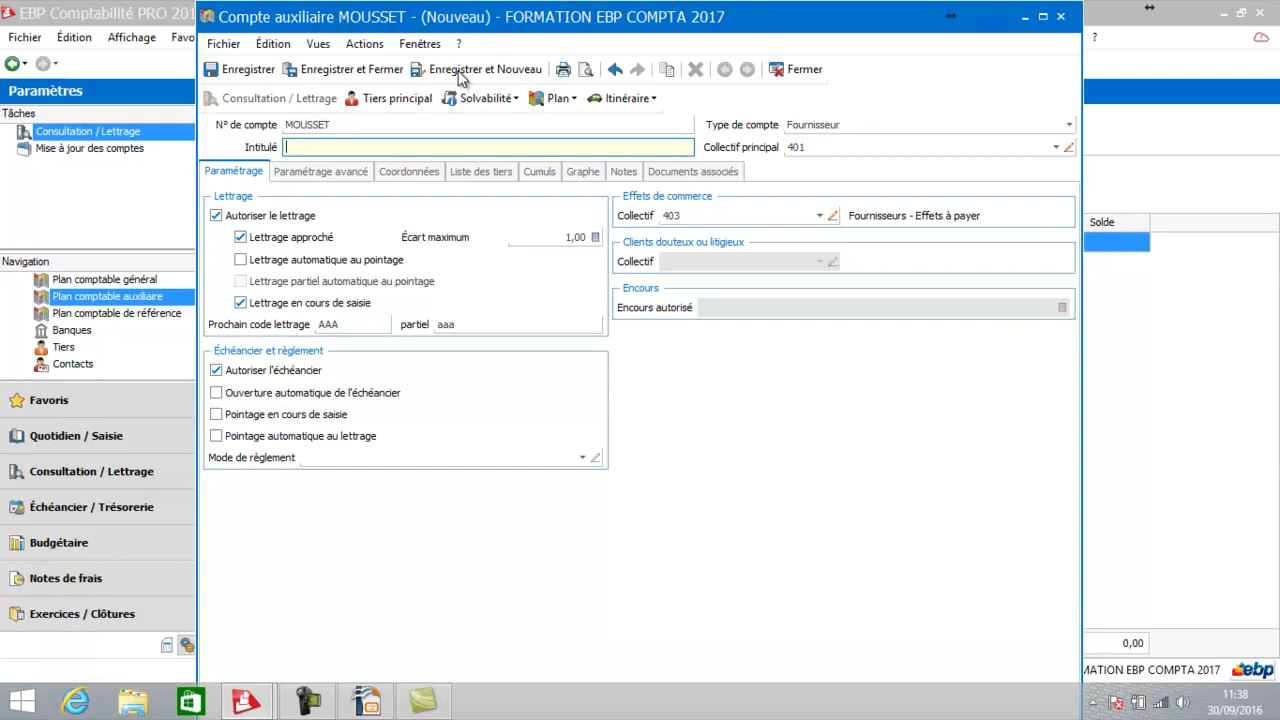 EBP Comptabilité PRO 201
Compte auxiliaire MOUSSET - (Nouveau) - FORMATION EBP COMPTA 2017
Fichier Édition Affichage Favo
Fichier Édition Vues Actions Fenêtres ?
?
Enregistrer Enregistrer et Fermer Enregistrer et Nouveau Fermer
Paramètres
Consultation / Lettrage Tiers principal Solvabilité Plan Itinéraire
Tâches
Consultation / Lettrage
Mise à jour des comptes
N° de compte MOUSSET Type de compte Fournisseur
Intitulé Collectif principal 401
Paramétrage Paramétrage avancé Coordonnées Liste des tiers Cumuls Graphe Notes Documents associés
Lettrage
Autoriser le lettrage
Lettrage approché Écart maximum 1,00
Lettrage automatique au pointage
Lettrage partiel automatique au pointage
Lettrage en cours de saisie
Prochain code lettrage AAA partiel aaa
Effets de commerce
Collectif 403 Fournisseurs - Effets à payer
Clients douteux ou litigieux
Collectif
Encours
Encours autorisé
Solde
Échéancier et règlement
Autoriser l'échéancier
Ouverture automatique de l'échéancier
Pointage en cours de saisie
Pointage automatique au lettrage
Mode de règlement
Navigation
Plan comptable général
Plan comptable auxiliaire
Plan comptable de référence
Banques
Tiers
Contacts
Favoris
Quotidien / Saisie
Consultation / Lettrage
Échéancier / Trésorerie
Budgétaire
Notes de frais
Exercices / Clôtures
0,00
MATION EBP COMPTA 2017 ebp
11:38
30/09/2016